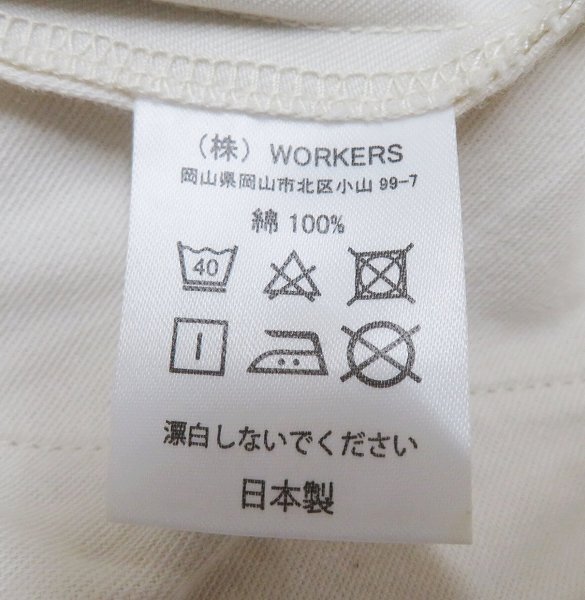 （株）WORKERS
岡山県岡山市北区小山 99-7
綿 100%
40
漂白しないでください
日本製